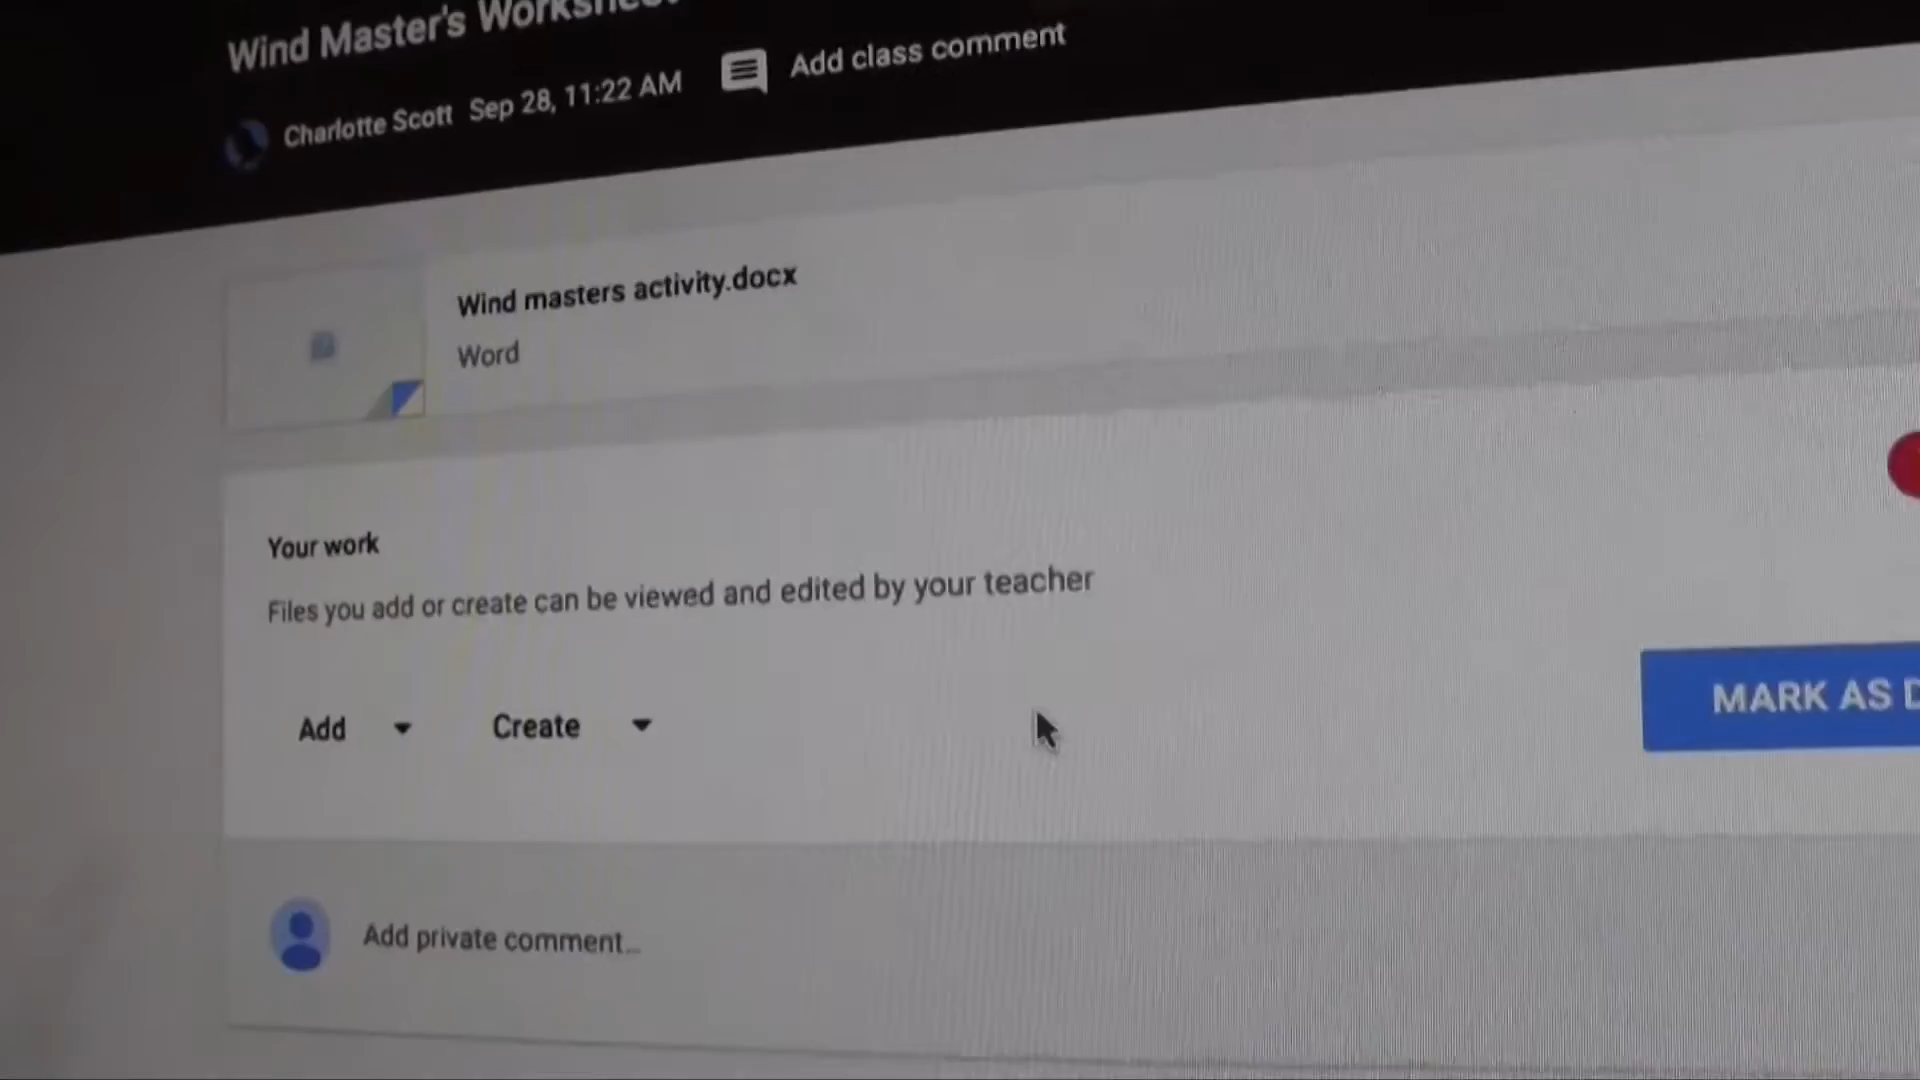 Wind Master's Worksheet
Charlotte Scott Sep 28, 11:22 AM Add class comment
Wind masters activity.docx
Word
Your work
Files you add or create can be viewed and edited by your teacher
Add Create
MARK AS D
Add private comment...